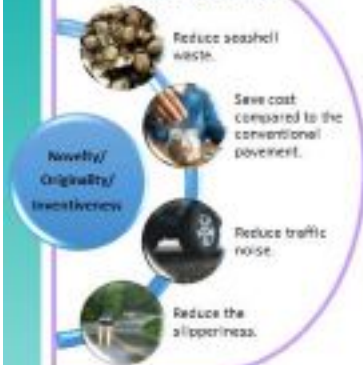 Reduce seashell
waste.
Save cost
compared to the
conventional
pavement.
Novelty/
Originality/
Inventiveness
Reduce traffic
noise.
Reduce the
slipperiness.